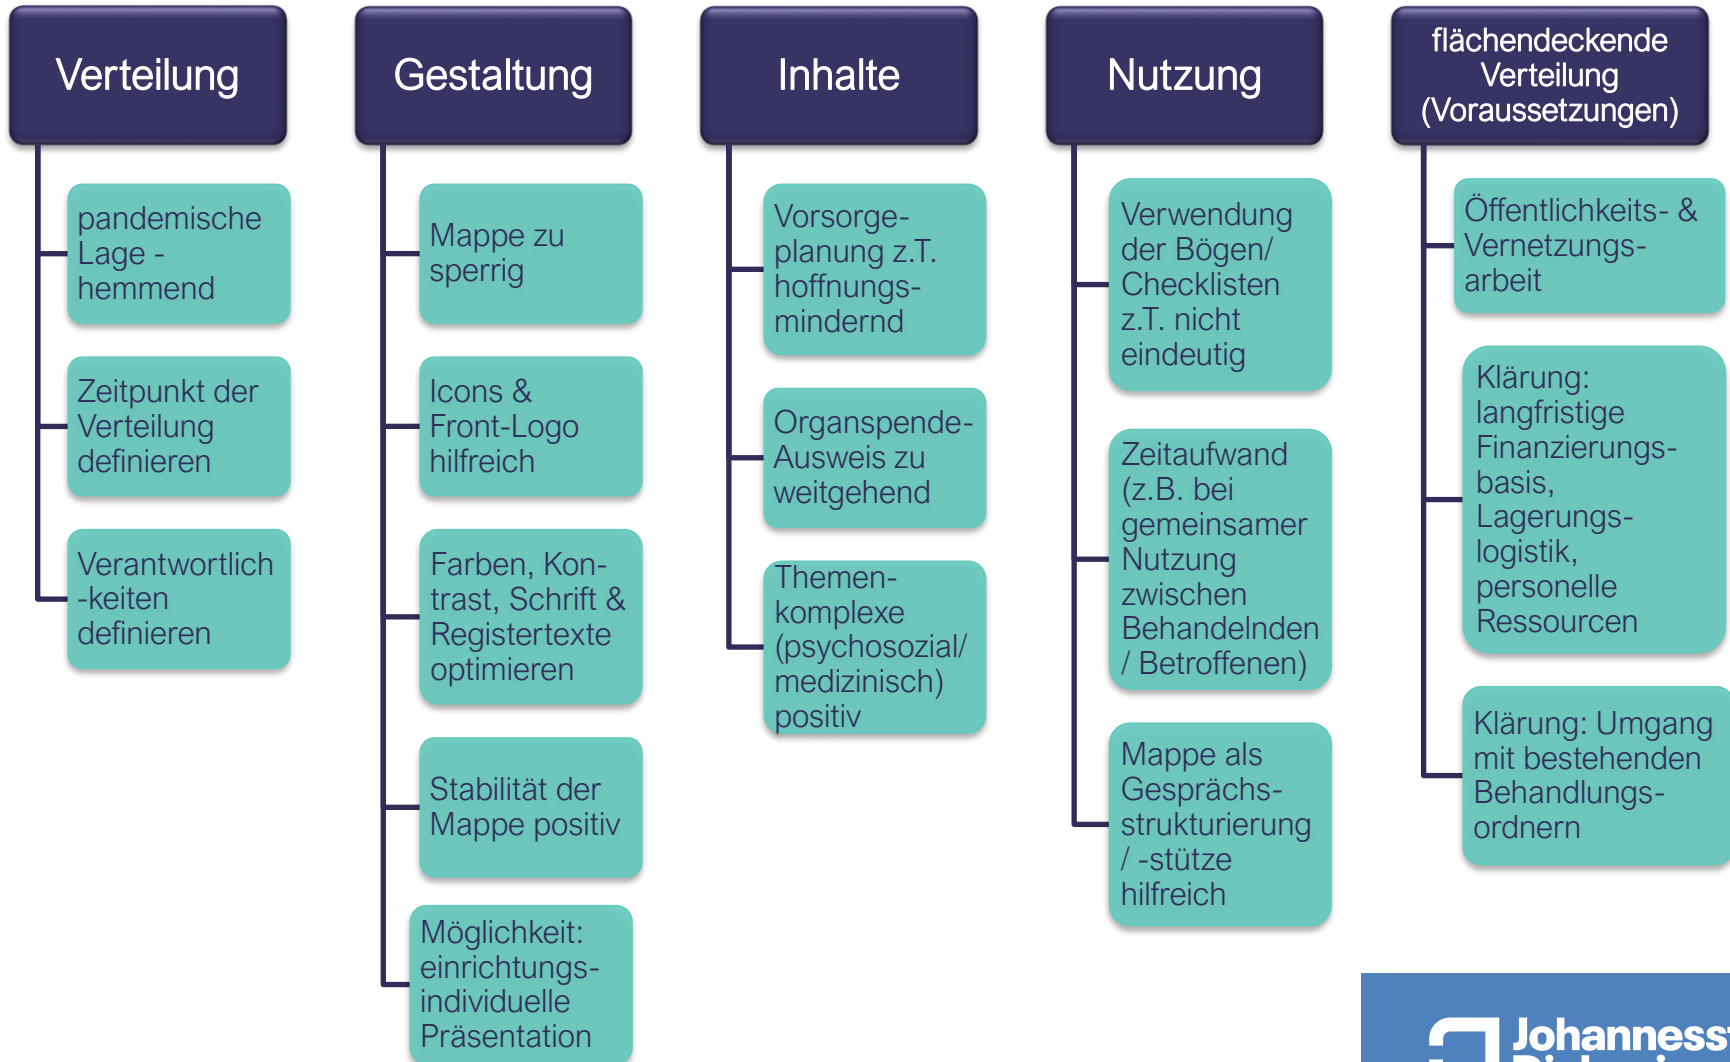 Verteilung
pandemische
Lage -
hemmend
Zeitpunkt der
Verteilung
definieren
Verantwortlich
-keiten
definieren
Gestaltung
Mappe zu
sperrig
Icons &
Front-Logo
hilfreich
Farben, Kon-
trast, Schrift &
Registertexte
optimieren
Stabilität der
Mappe positiv
Möglichkeit:
einrichtungs-
individuelle
Präsentation
Inhalte
Vorsorge-
planung z.T.
hoffnungs-
mindernd
Organspende-
Ausweis zu
weitgehend
Themen-
komplexe
(psychosozial/
medizinisch)
positiv
Nutzung
Verwendung
der Bögen/
Checklisten
z.T. nicht
eindeutig
Zeitaufwand
(z.B. bei
gemeinsamer
Nutzung
zwischen
Behandelnden
/ Betroffenen)
Mappe als
Gesprächs-
strukturierung
/ -stütze
hilfreich
flächendeckende
Verteilung
(Voraussetzungen)
Öffentlichkeits- &
Vernetzungs-
arbeit
Klärung:
langfristige
Finanzierungs-
basis,
Lagerungs-
logistik,
personelle
Ressourcen
Klärung: Umgang
mit bestehenden
Behandlungs-
ordnern